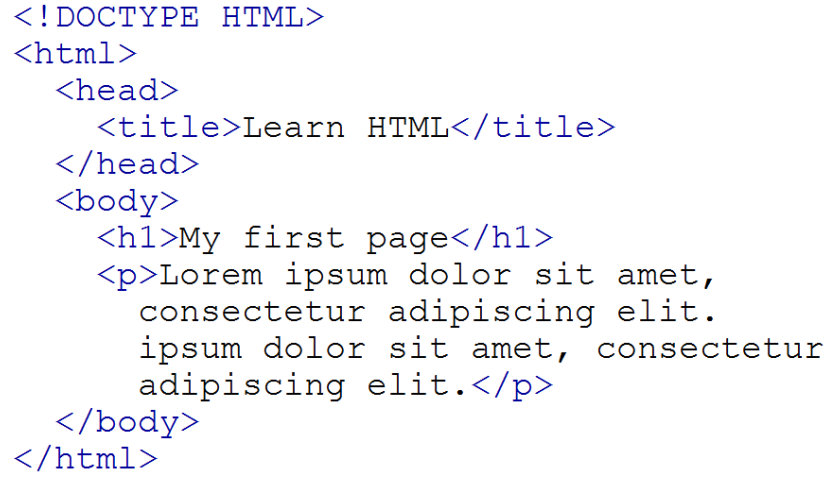 <!DOCTYPE HTML>
<html>
  <head>
    <title>Learn HTML</title>
  </head>
  <body>
    <h1>My first page</h1>
    <p>Lorem ipsum dolor sit amet,
      consectetur adipiscing elit.
      ipsum dolor sit amet, consectetur
      adipiscing elit.</p>
  </body>
</html>